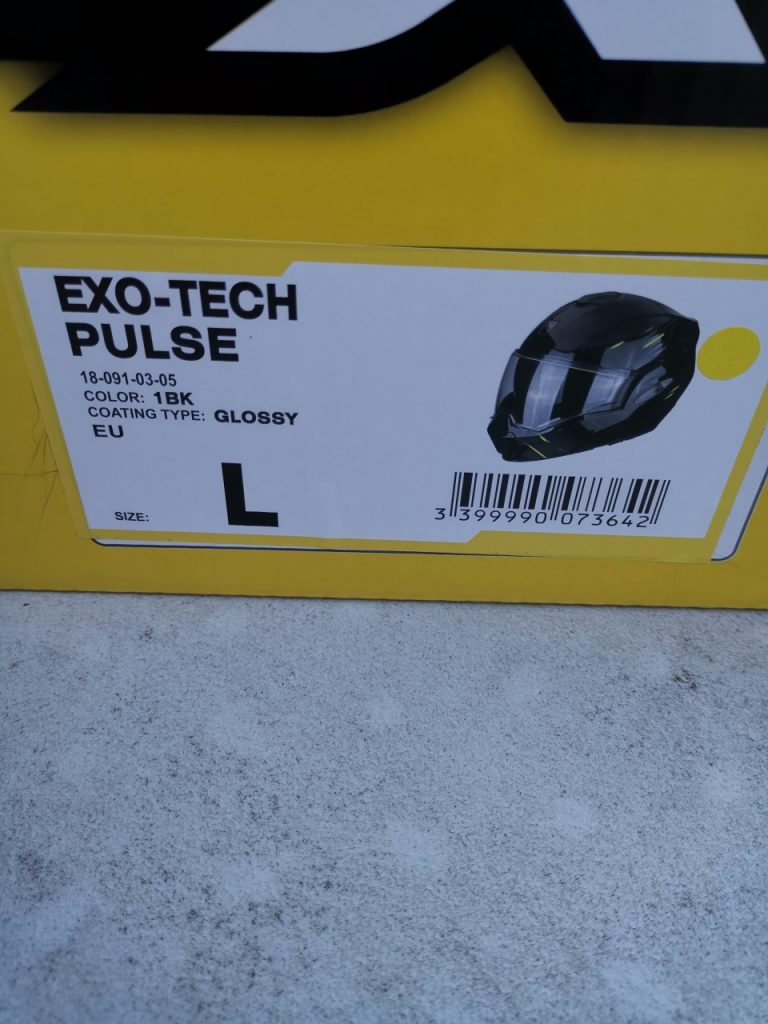 EXO-TECH
PULSE
18-091-03-05
COLOR: 1BK
COATING TYPE: GLOSSY
EU
SIZE: L
3 399990 073642